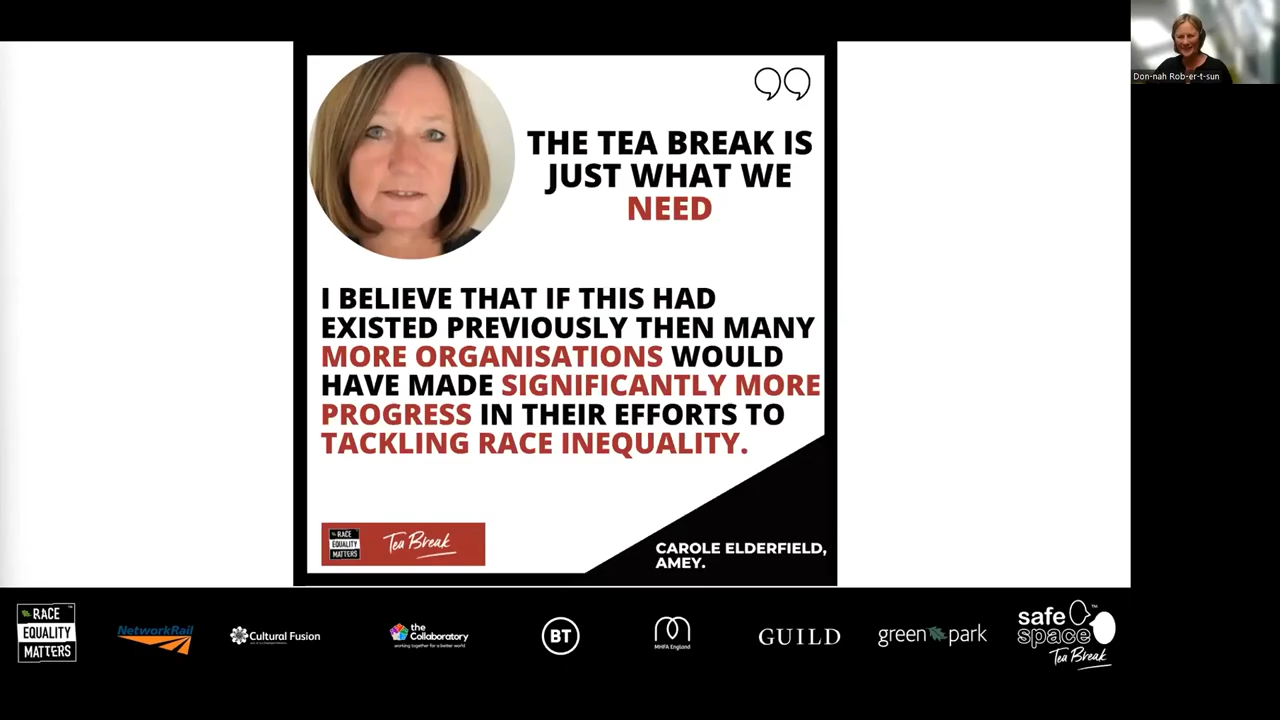 Don-nah Rob-er-t-sun
THE TEA BREAK IS
JUST WHAT WE
NEED
I BELIEVE THAT IF THIS HAD
EXISTED PREVIOUSLY THEN MANY
MORE ORGANISATIONS WOULD
HAVE MADE SIGNIFICANTLY MORE
PROGRESS IN THEIR EFFORTS TO
TACKLING RACE INEQUALITY.
RACE
EQUALITY
MATTERS
Tea Break
CAROLE ELDERFIELD,
AMEY.
RACE
EQUALITY
MATTERS
NetworkRail
Cultural Fusion
the
Collaboratory
working together for a better world
BT
MHFA England
GUILD
green park
safe
space
Tea Break